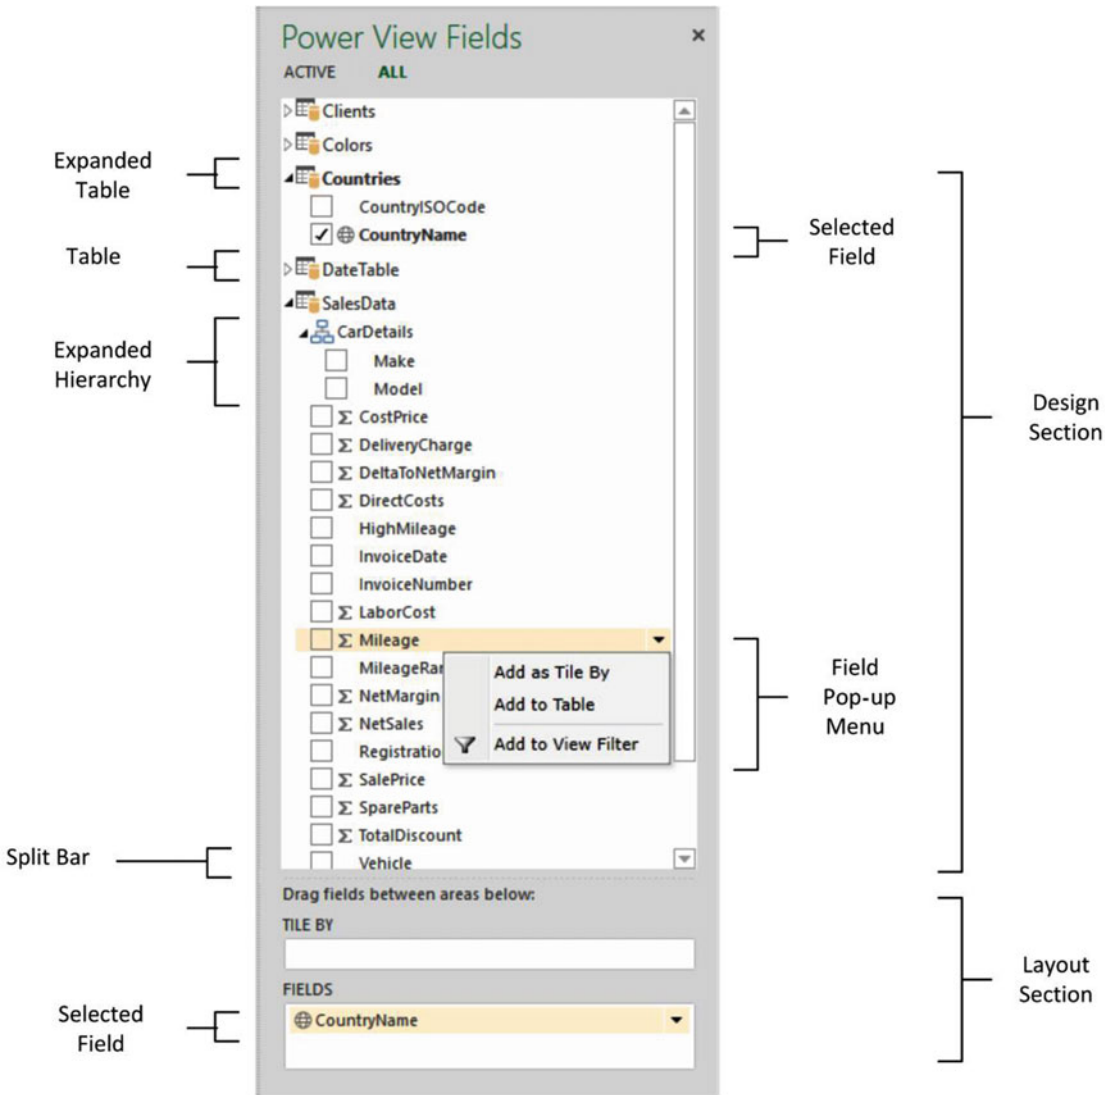 Power View Fields
ACTIVE ALL
Clients
Colors
Expanded
Table
Countries
CountryISOCode
CountryName
Selected
Field
Table
DateTable
SalesData
Expanded
Hierarchy
CarDetails
Make
Model
CostPrice
DeliveryCharge
DeltaToNetMargin
DirectCosts
HighMileage
InvoiceDate
InvoiceNumber
LaborCost
Mileage
MileageRan
NetMargin
NetSales
Registratio
SalePrice
SpareParts
TotalDiscount
Vehicle
Add as Tile By
Add to Table
Add to View Filter
Field
Pop-up
Menu
Design
Section
Split Bar
Drag fields between areas below:
TILE BY
FIELDS
CountryName
Selected
Field
Layout
Section